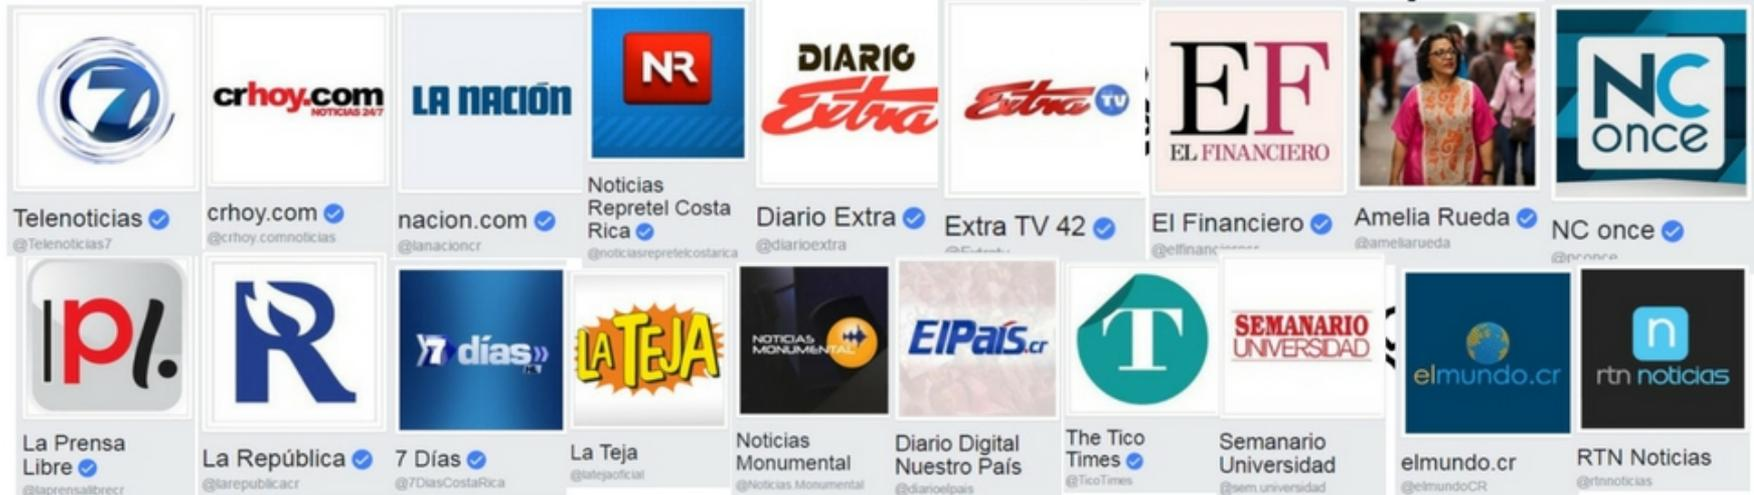 7
crhoy.com
NOTICIAS 24/7
LA NACIÓN
NR
DIARIO
Extra
Extra TV
EF
EL FINANCIERO
NC
once
Telenoticias
@Telenoticias7
crhoy.com
@crhoy.comnoticias
nacion.com
@lanacioncr
Noticias
Repretel Costa
Rica
@noticiasrepretelcostarica
Diario Extra
@diarioextra
Extra TV 42
El Financiero
@elfinancierocr
Amelia Rueda
@ameliarueda
NC once
@nconce
lpl.
R
7 días
LA TEJA
NOTICIAS
MONUMENTAL
ElPaís.cr
T
SEMANARIO
UNIVERSIDAD
elmundo.cr
n
rtn noticias
La Prensa
Libre
@laprensalibrecr
La República
@larepublicacr
7 Días
@7DiasCostaRica
La Teja
@latejaoficial
Noticias
Monumental
@Noticias.Monumental
Diario Digital
Nuestro País
@diarioelpais
The Tico
Times
@TicoTimes
Semanario
Universidad
@sem.universidad
elmundo.cr
@elmundoCR
RTN Noticias
@rtnnoticias